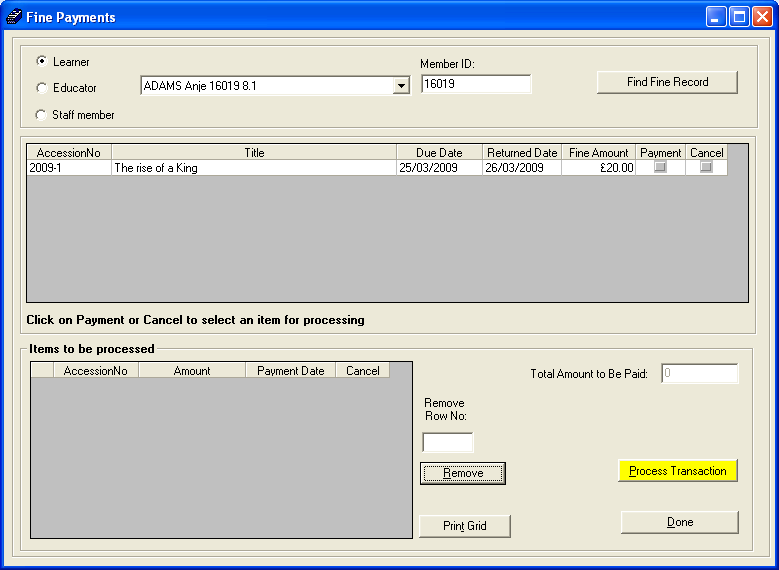 Fine Payments
Learner
Educator
Staff member
ADAMS Anje 16019 8.1
Member ID:
16019
Find Fine Record
AccessionNo Title Due Date Returned Date Fine Amount Payment Cancel
2009-1 The rise of a King 25/03/2009 26/03/2009 £20.00
Click on Payment or Cancel to select an item for processing
Items to be processed
AccessionNo Amount Payment Date Cancel
Total Amount to Be Paid: 0
Remove
Row No:
Remove
Process Transaction
Print Grid
Done